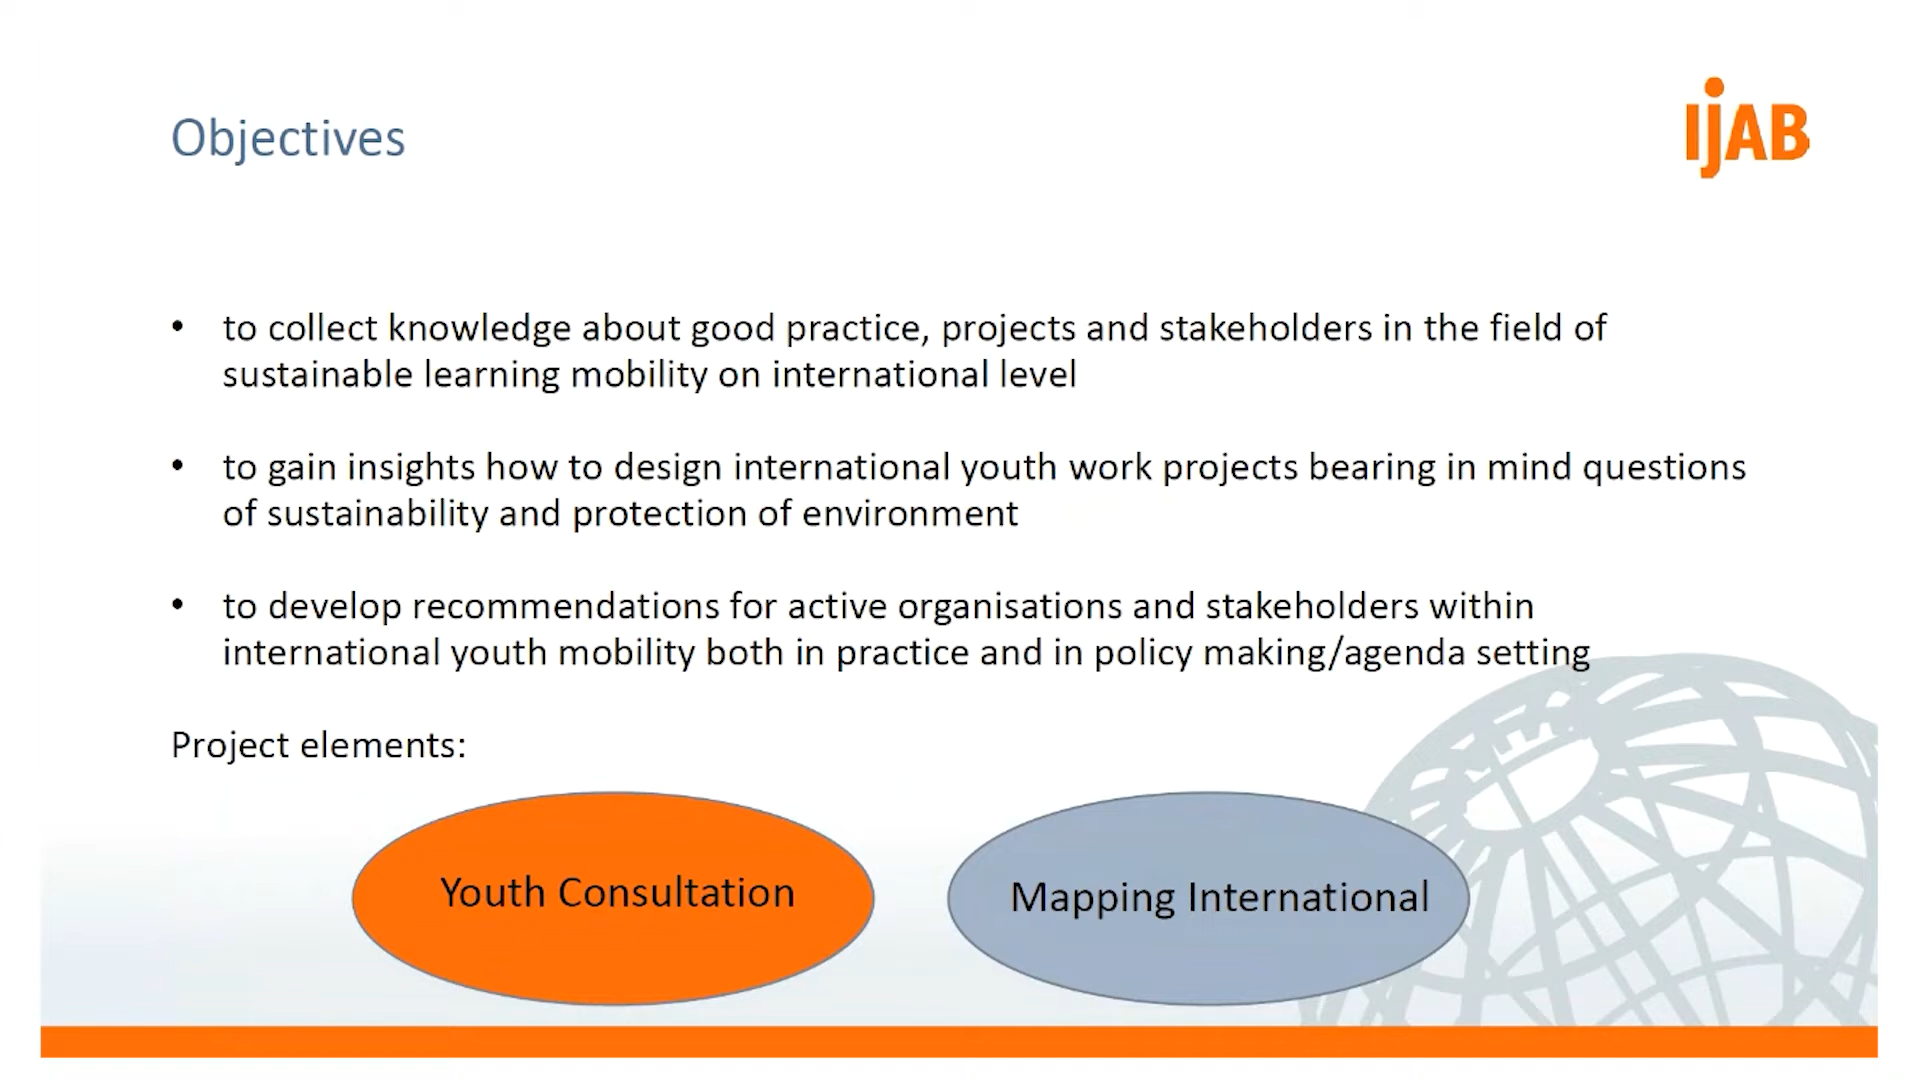 Objectives
IJAB
• to collect knowledge about good practice, projects and stakeholders in the field of
sustainable learning mobility on international level
• to gain insights how to design international youth work projects bearing in mind questions
of sustainability and protection of environment
• to develop recommendations for active organisations and stakeholders within
international youth mobility both in practice and in policy making/agenda setting
Project elements:
Youth Consultation
Mapping International